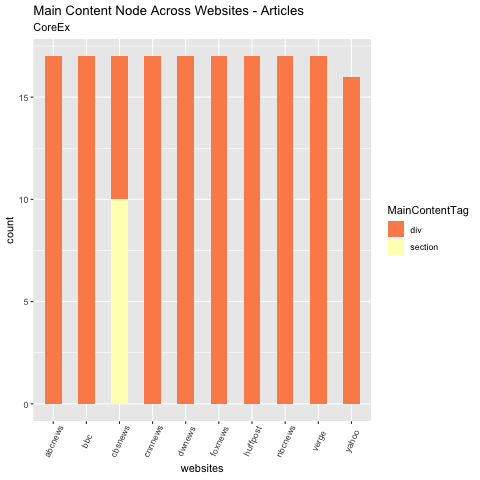 Main Content Node Across Websites - Articles
CoreEx
count
15
10
5
0
abcnews
bbc
cbsnews
cnnnews
dwnews
foxnews
huffpost
nbcnews
verge
yahoo
websites
MainContentTag
div
section